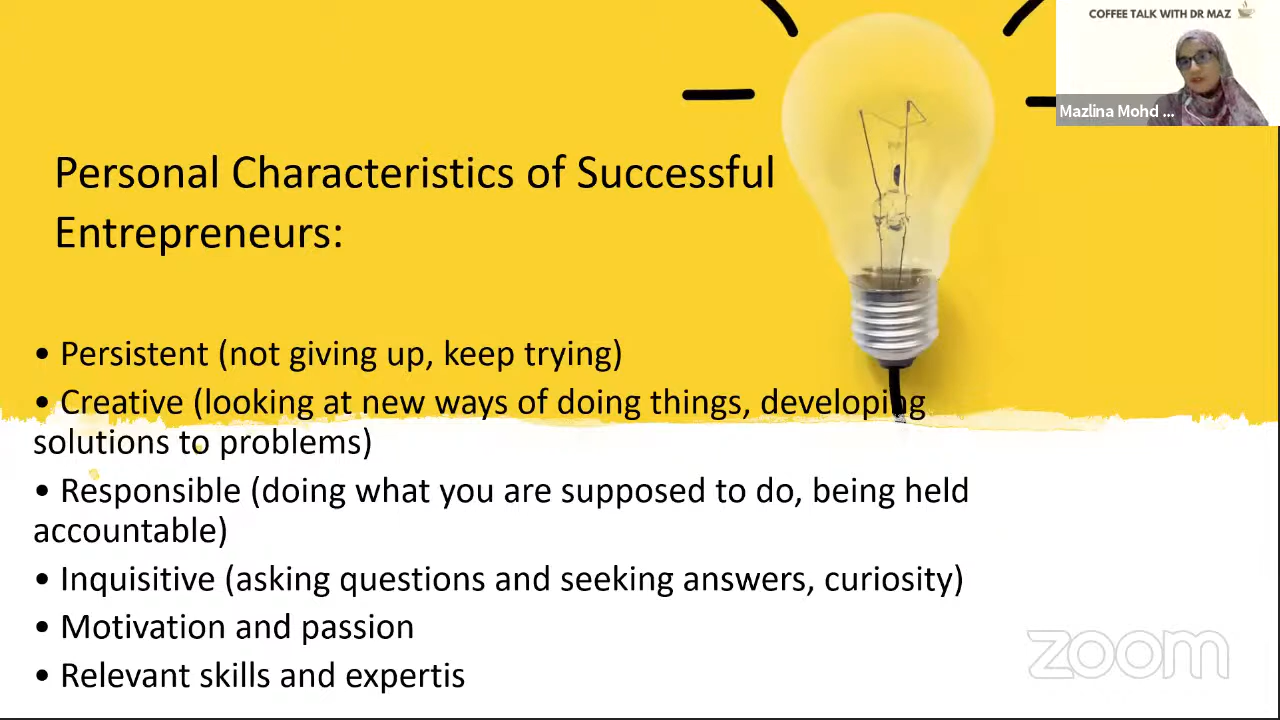 COFFEE TALK WITH DR MAZ
Mazlina Mohd ...
Personal Characteristics of Successful
Entrepreneurs:
• Persistent (not giving up, keep trying)
• Creative (looking at new ways of doing things, developing
solutions to problems)
• Responsible (doing what you are supposed to do, being held
accountable)
• Inquisitive (asking questions and seeking answers, curiosity)
• Motivation and passion
• Relevant skills and expertis
zoom